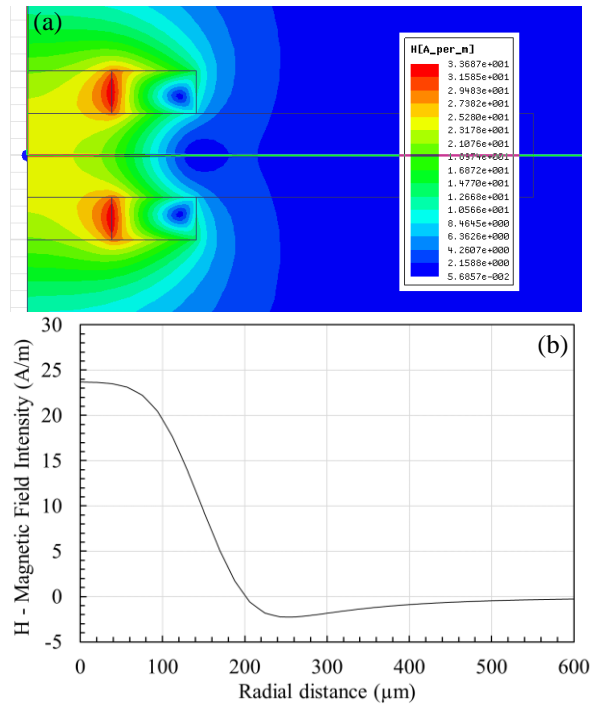 (a)
H[A_per_m]
3.3687e+001
3.1585e+001
2.9483e+001
2.7382e+001
2.5280e+001
2.3178e+001
2.1076e+001
1.6872e+001
1.4770e+001
1.2668e+001
1.0566e+001
8.4645e+000
6.3626e+000
4.2607e+000
2.1588e+000
5.6857e-002
(b)
H - Magnetic Field Intensity (A/m)
30
25
20
15
10
5
0
-5
0 100 200 300 400 500 600
Radial distance (µm)